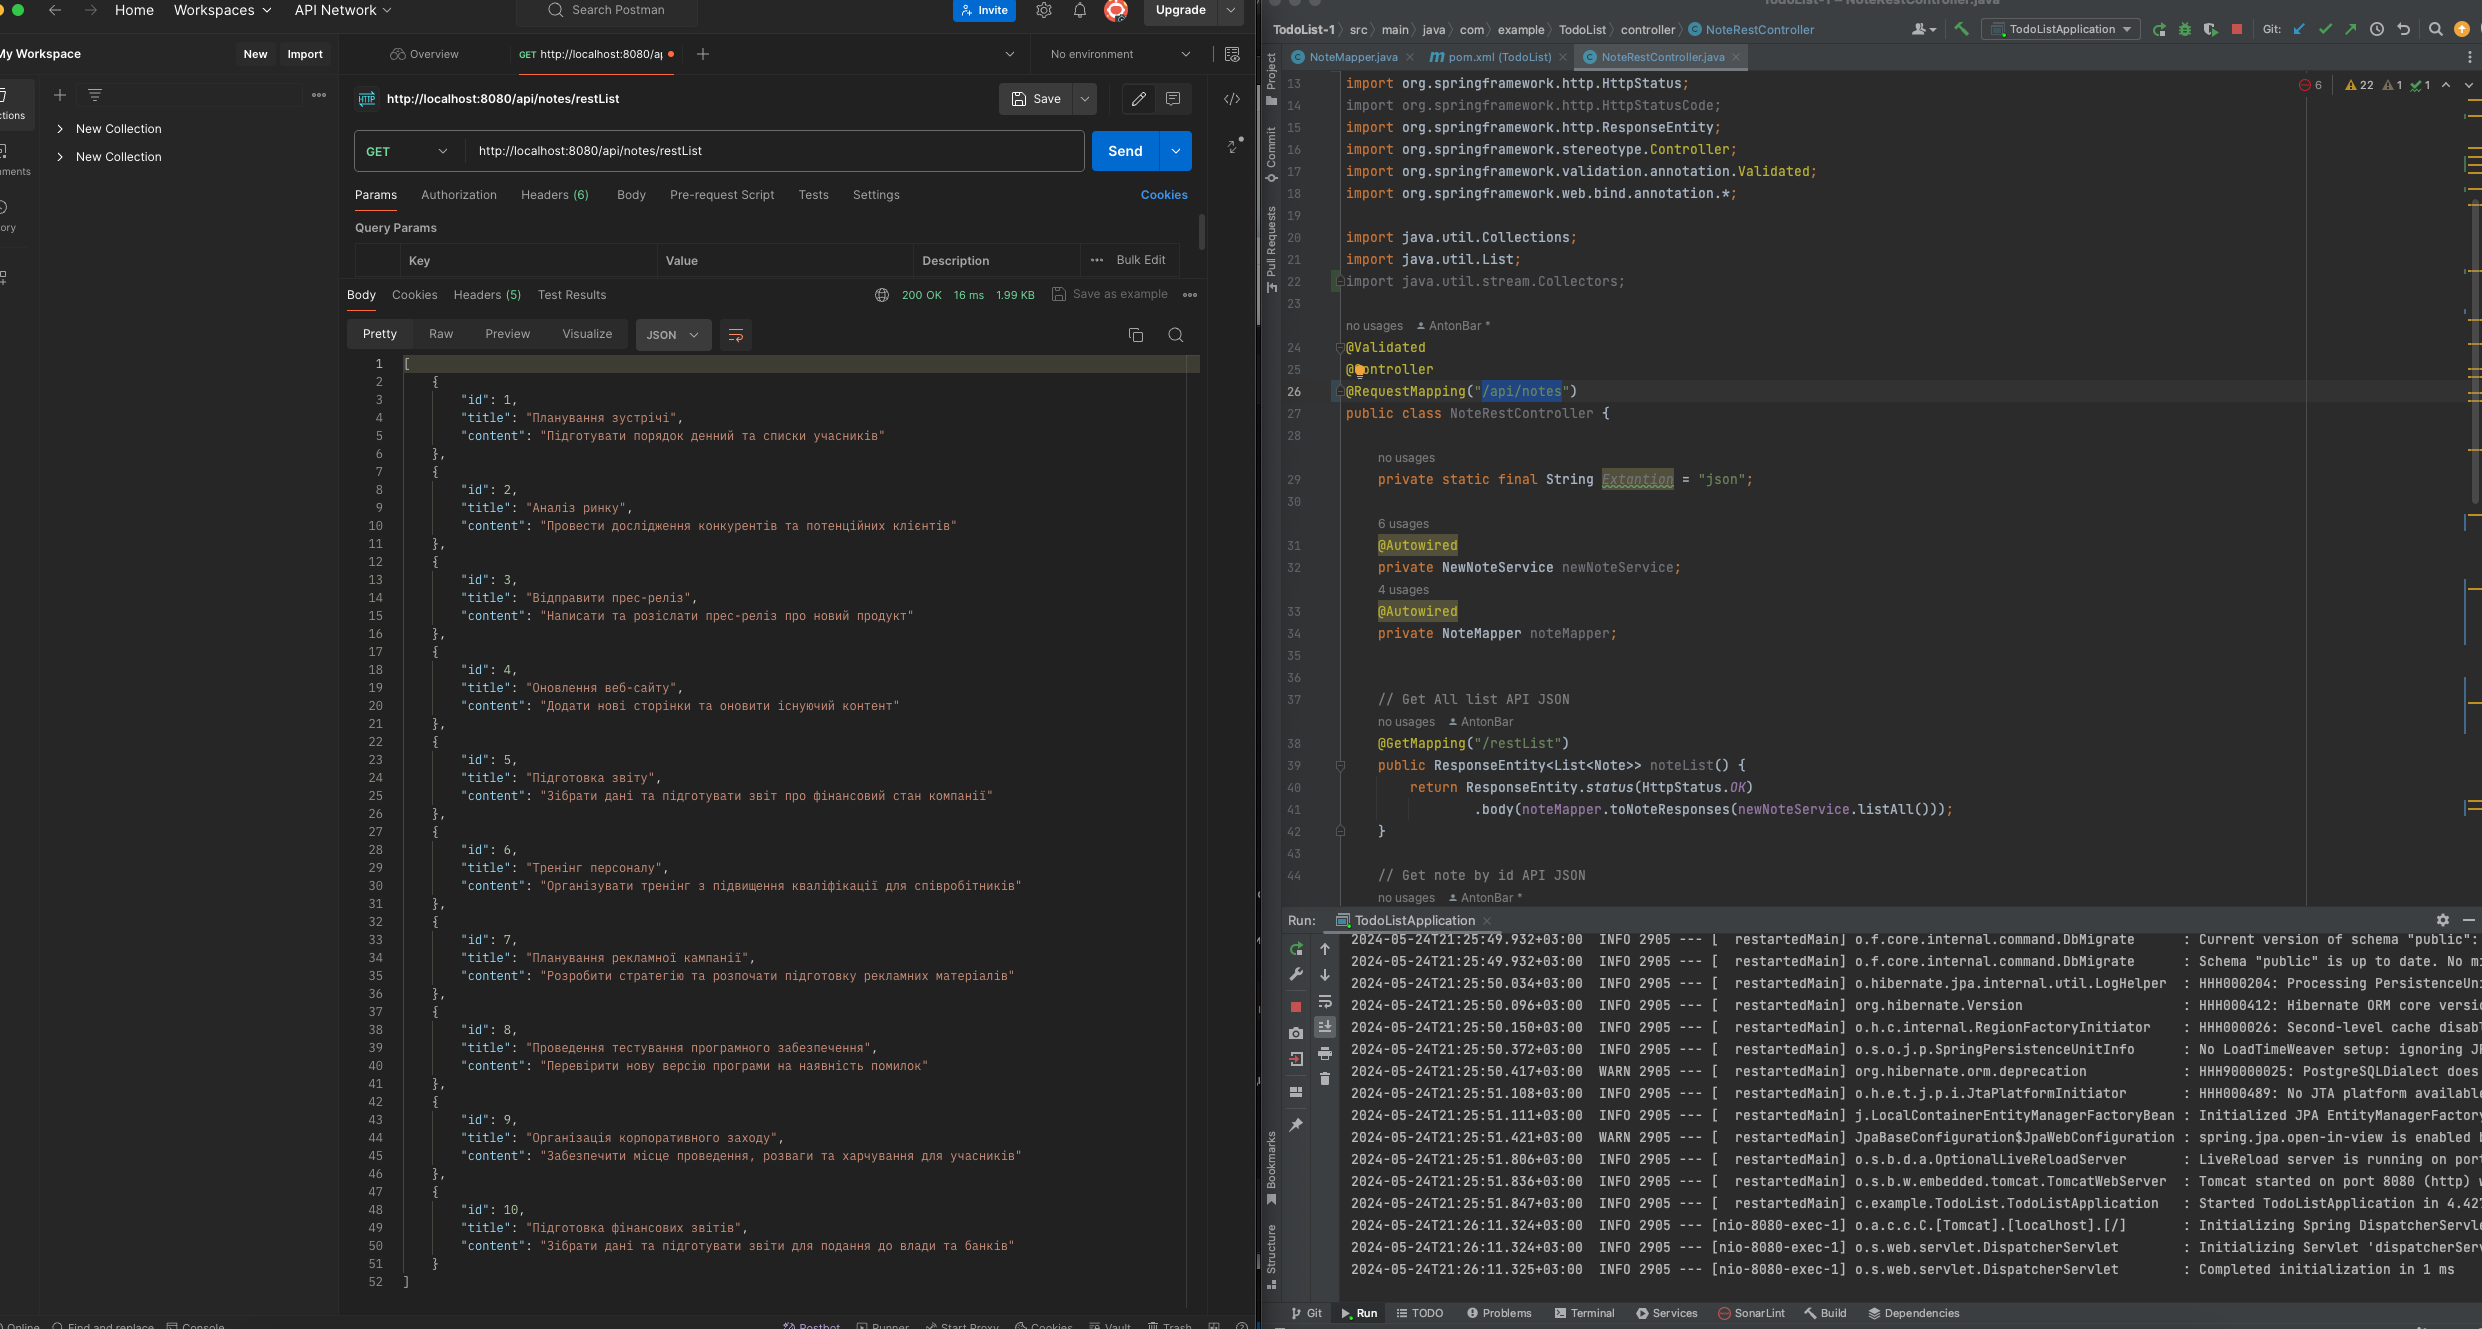 Home Workspaces API Network Search Postman Invite Upgrade
My Workspace New Import Overview GET http://localhost:8080/ap No environment
http://localhost:8080/api/notes/restList Save
New Collection
New Collection
GET http://localhost:8080/api/notes/restList Send
Params Authorization Headers (6) Body Pre-request Script Tests Settings Cookies
Query Params
Key Value Description Bulk Edit
Body Cookies Headers (5) Test Results 200 OK 16 ms 1.99 KB Save as example
Pretty Raw Preview Visualize JSON
1 [
2 {
3 "id": 1,
4 "title": "Планування зустрічі",
5 "content": "Підготувати порядок денний та списки учасників"
6 },
7 {
8 "id": 2,
9 "title": "Аналіз ринку",
10 "content": "Провести дослідження конкурентів та потенційних клієнтів"
11 },
12 {
13 "id": 3,
14 "title": "Відправити прес-реліз",
15 "content": "Написати та розіслати прес-реліз про новий продукт"
16 },
17 {
18 "id": 4,
19 "title": "Оновлення веб-сайту",
20 "content": "Додати нові сторінки та оновити існуючий контент"
21 },
22 {
23 "id": 5,
24 "title": "Підготовка звіту",
25 "content": "Зібрати дані та підготувати звіт про фінансовий стан компанії"
26 },
27 {
28 "id": 6,
29 "title": "Тренінг персоналу",
30 "content": "Організувати тренінг з підвищення кваліфікації для співробітників"
31 },
32 {
33 "id": 7,
34 "title": "Планування рекламної кампанії",
35 "content": "Розробити стратегію та розпочати підготовку рекламних матеріалів"
36 },
37 {
38 "id": 8,
39 "title": "Проведення тестування програмного забезпечення",
40 "content": "Перевірити нову версію програми на наявність помилок"
41 },
42 {
43 "id": 9,
44 "title": "Організація корпоративного заходу",
45 "content": "Забезпечити місце проведення, розваги та харчування для учасників"
46 },
47 {
48 "id": 10,
49 "title": "Підготовка фінансових звітів",
50 "content": "Зібрати дані та підготувати звіти для подання до влади та банків"
51 }
52 ]
Online Find and replace Console Postbot Runner Start Proxy Cookies Vault Trash
TodoList-1 – NoteRestController.java
TodoList-1 src main java com example TodoList controller NoteRestController TodoListApplication Git:
NoteMapper.java pom.xml (TodoList) NoteRestController.java
Project
Commit
Pull Requests
6 22 1 1
13 import org.springframework.http.HttpStatus;
14 import org.springframework.http.HttpStatusCode;
15 import org.springframework.http.ResponseEntity;
16 import org.springframework.stereotype.Controller;
17 import org.springframework.validation.annotation.Validated;
18 import org.springframework.web.bind.annotation.*;
19
20 import java.util.Collections;
21 import java.util.List;
22 import java.util.stream.Collectors;
23
no usages AntonBar *
24 @Validated
25 @Controller
26 @RequestMapping("/api/notes")
27 public class NoteRestController {
28
no usages
29 private static final String Extantion = "json";
30
6 usages
31 @Autowired
32 private NewNoteService newNoteService;
4 usages
33 @Autowired
34 private NoteMapper noteMapper;
35
36
37 // Get All list API JSON
no usages AntonBar
38 @GetMapping("/restList")
39 public ResponseEntity<List<Note>> noteList() {
40 return ResponseEntity.status(HttpStatus.OK)
41 .body(noteMapper.toNoteResponses(newNoteService.listAll()));
42 }
43
44 // Get note by id API JSON
no usages AntonBar *
Run: TodoListApplication
2024-05-24T21:25:49.932+03:00 INFO 2905 --- [ restartedMain] o.f.core.internal.command.DbMigrate : Current version of schema "public":
2024-05-24T21:25:49.932+03:00 INFO 2905 --- [ restartedMain] o.f.core.internal.command.DbMigrate : Schema "public" is up to date. No mi
2024-05-24T21:25:50.034+03:00 INFO 2905 --- [ restartedMain] o.hibernate.jpa.internal.util.LogHelper : HHH000204: Processing PersistenceUni
2024-05-24T21:25:50.096+03:00 INFO 2905 --- [ restartedMain] org.hibernate.Version : HHH000412: Hibernate ORM core versio
2024-05-24T21:25:50.150+03:00 INFO 2905 --- [ restartedMain] o.h.c.internal.RegionFactoryInitiator : HHH000026: Second-level cache disabl
2024-05-24T21:25:50.372+03:00 INFO 2905 --- [ restartedMain] o.s.o.j.p.SpringPersistenceUnitInfo : No LoadTimeWeaver setup: ignoring JP
2024-05-24T21:25:50.417+03:00 WARN 2905 --- [ restartedMain] org.hibernate.orm.deprecation : HHH90000025: PostgreSQLDialect does
2024-05-24T21:25:51.108+03:00 INFO 2905 --- [ restartedMain] o.h.e.t.j.p.i.JtaPlatformInitiator : HHH000489: No JTA platform available
2024-05-24T21:25:51.111+03:00 INFO 2905 --- [ restartedMain] j.LocalContainerEntityManagerFactoryBean : Initialized JPA EntityManagerFactory
2024-05-24T21:25:51.421+03:00 WARN 2905 --- [ restartedMain] JpaBaseConfiguration$JpaWebConfiguration : spring.jpa.open-in-view is enabled b
2024-05-24T21:25:51.806+03:00 INFO 2905 --- [ restartedMain] o.s.b.d.a.OptionalLiveReloadServer : LiveReload server is running on port
2024-05-24T21:25:51.836+03:00 INFO 2905 --- [ restartedMain] o.s.b.w.embedded.tomcat.TomcatWebServer : Tomcat started on port 8080 (http) w
2024-05-24T21:25:51.847+03:00 INFO 2905 --- [ restartedMain] c.example.TodoList.TodoListApplication : Started TodoListApplication in 4.427
2024-05-24T21:26:11.324+03:00 INFO 2905 --- [nio-8080-exec-1] o.a.c.c.C.[Tomcat].[localhost].[/] : Initializing Spring DispatcherServle
2024-05-24T21:26:11.324+03:00 INFO 2905 --- [nio-8080-exec-1] o.s.web.servlet.DispatcherServlet : Initializing Servlet 'dispatcherServ
2024-05-24T21:26:11.325+03:00 INFO 2905 --- [nio-8080-exec-1] o.s.web.servlet.DispatcherServlet : Completed initialization in 1 ms
Bookmarks
Structure
Git Run TODO Problems Terminal Services SonarLint Build Dependencies